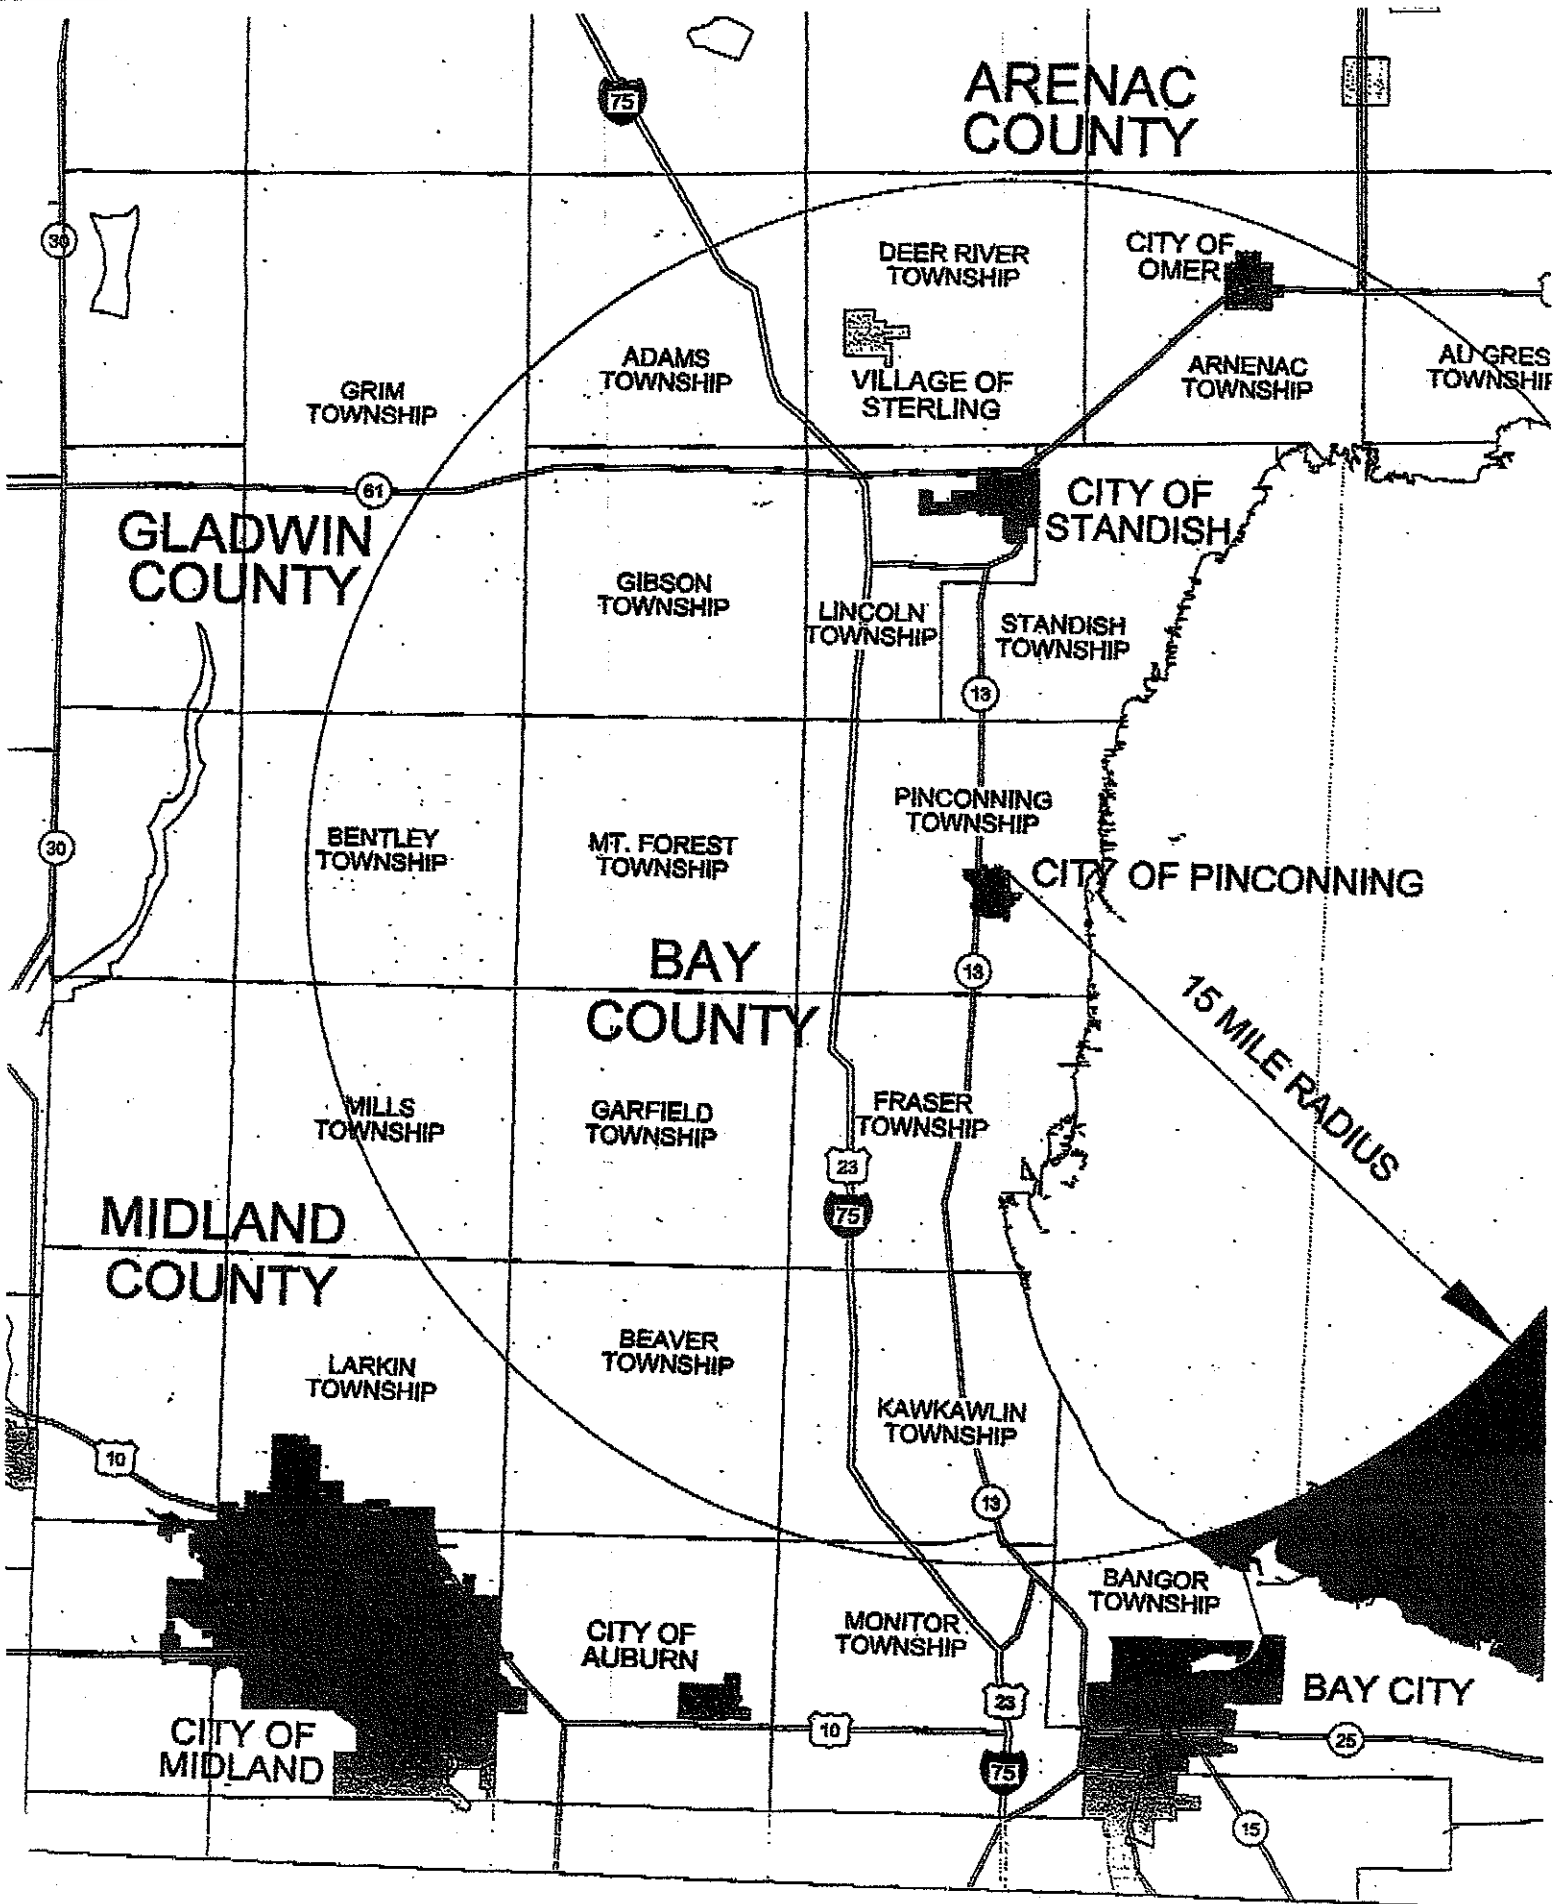 75
ARENAC
COUNTY
30
DEER RIVER
TOWNSHIP
CITY OF
OMER
ADAMS
TOWNSHIP
GRIM
TOWNSHIP
VILLAGE OF
STERLING
ARNENAC
TOWNSHIP
AU GRES
TOWNSHIP
61
GLADWIN
COUNTY
CITY OF
STANDISH
GIBSON
TOWNSHIP
LINCOLN
TOWNSHIP
STANDISH
TOWNSHIP
13
PINCONNING
TOWNSHIP
30
BENTLEY
TOWNSHIP
MT. FOREST
TOWNSHIP
CITY OF PINCONNING
BAY
COUNTY
13
15 MILE RADIUS
MILLS
TOWNSHIP
GARFIELD
TOWNSHIP
FRASER
TOWNSHIP
23
75
MIDLAND
COUNTY
BEAVER
TOWNSHIP
LARKIN
TOWNSHIP
KAWKAWLIN
TOWNSHIP
10
13
BANGOR
TOWNSHIP
CITY OF
AUBURN
MONITOR
TOWNSHIP
23
BAY CITY
10
25
CITY OF
MIDLAND
75
15